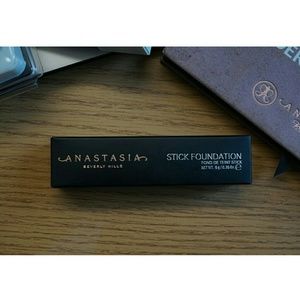 ANASTASIA
BEVERLY HILLS
STICK FOUNDATION
FOND DE TEINT STICK